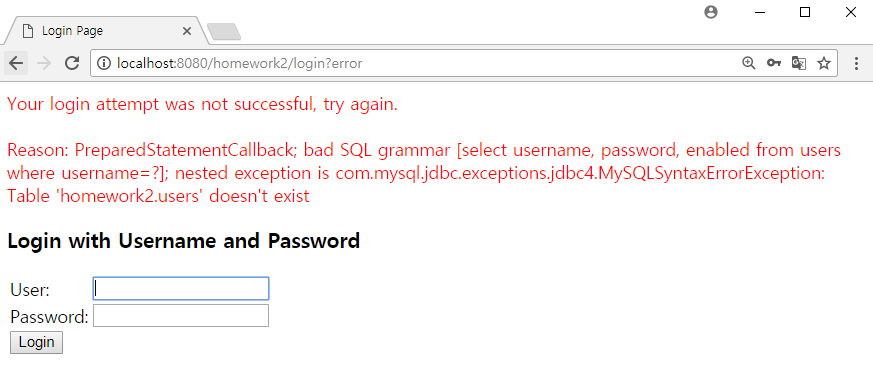 Login Page
localhost:8080/homework2/login?error
Your login attempt was not successful, try again.
Reason: PreparedStatementCallback; bad SQL grammar [select username, password, enabled from users
where username=?]; nested exception is com.mysql.jdbc.exceptions.jdbc4.MySQLSyntaxErrorException:
Table 'homework2.users' doesn't exist
Login with Username and Password
User:
Password:
Login